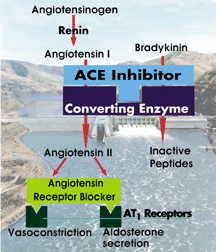 Angiotensinogen
Renin
Angiotensin I
Bradykinin
ACE Inhibitor
Converting Enzyme
Angiotensin II
Inactive
Peptides
Angiotensin
Receptor Blocker
AT1 Receptors
Vasoconstriction
Aldosterone
secretion